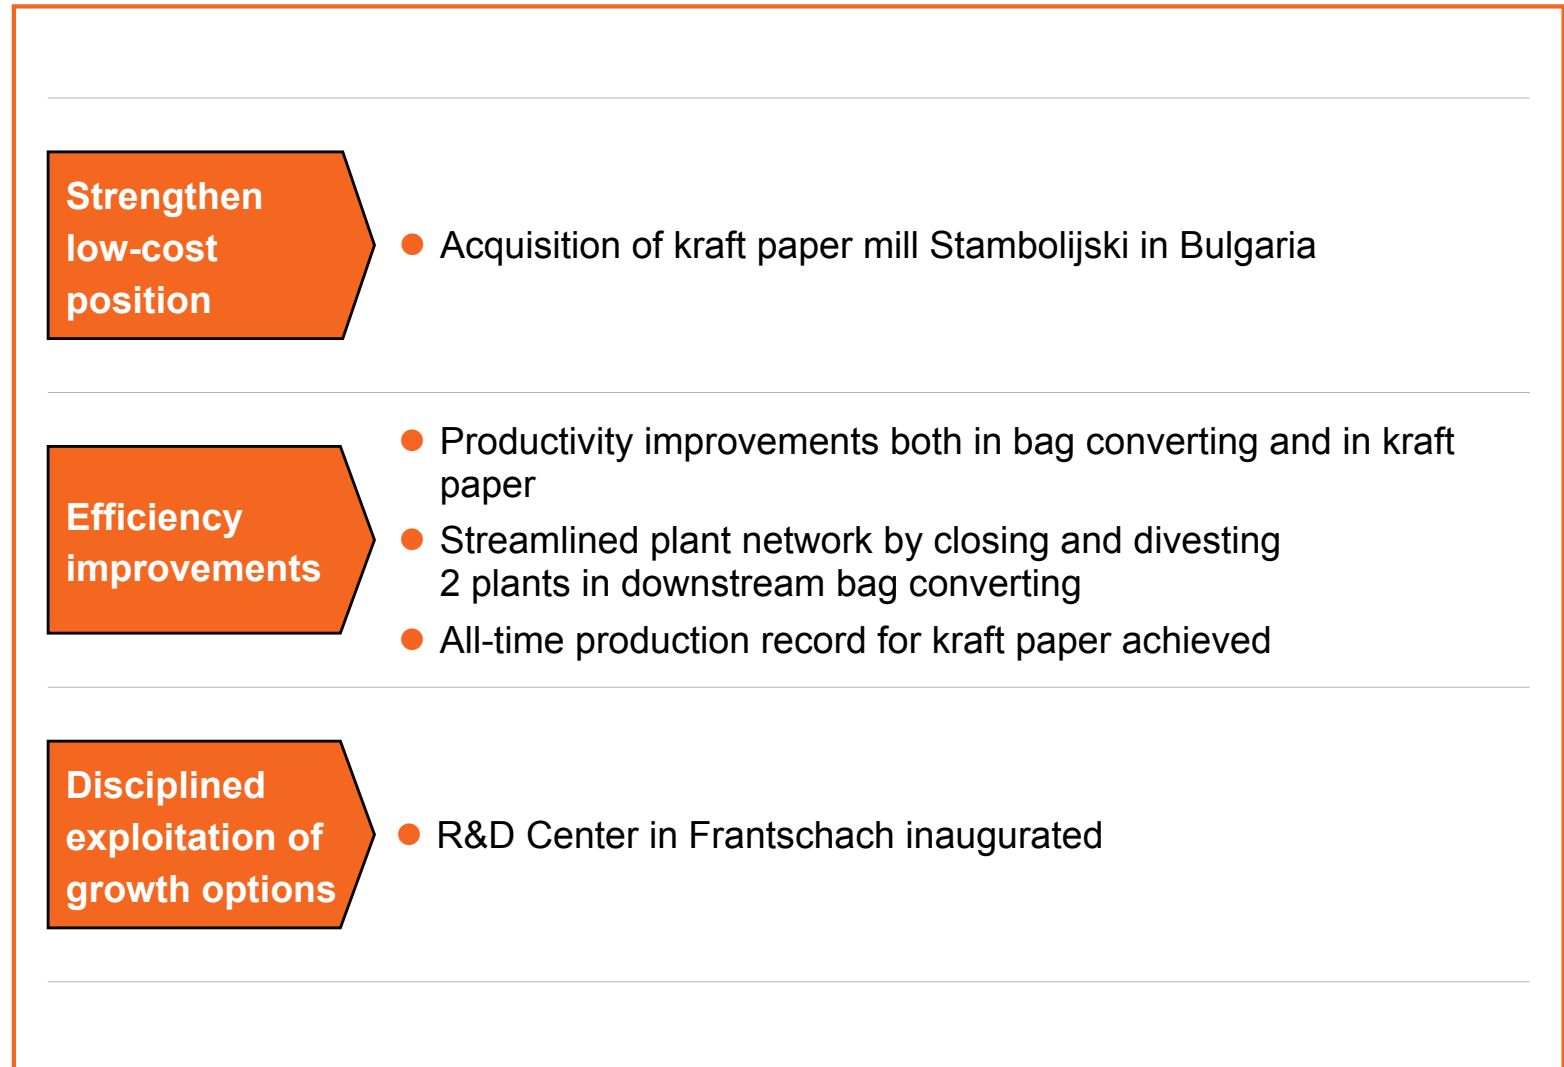 Strengthen
low-cost
position
● Acquisition of kraft paper mill Stambolijski in Bulgaria
Efficiency
improvements
● Productivity improvements both in bag converting and in kraft
paper
● Streamlined plant network by closing and divesting
2 plants in downstream bag converting
● All-time production record for kraft paper achieved
Disciplined
exploitation of
growth options
● R&D Center in Frantschach inaugurated